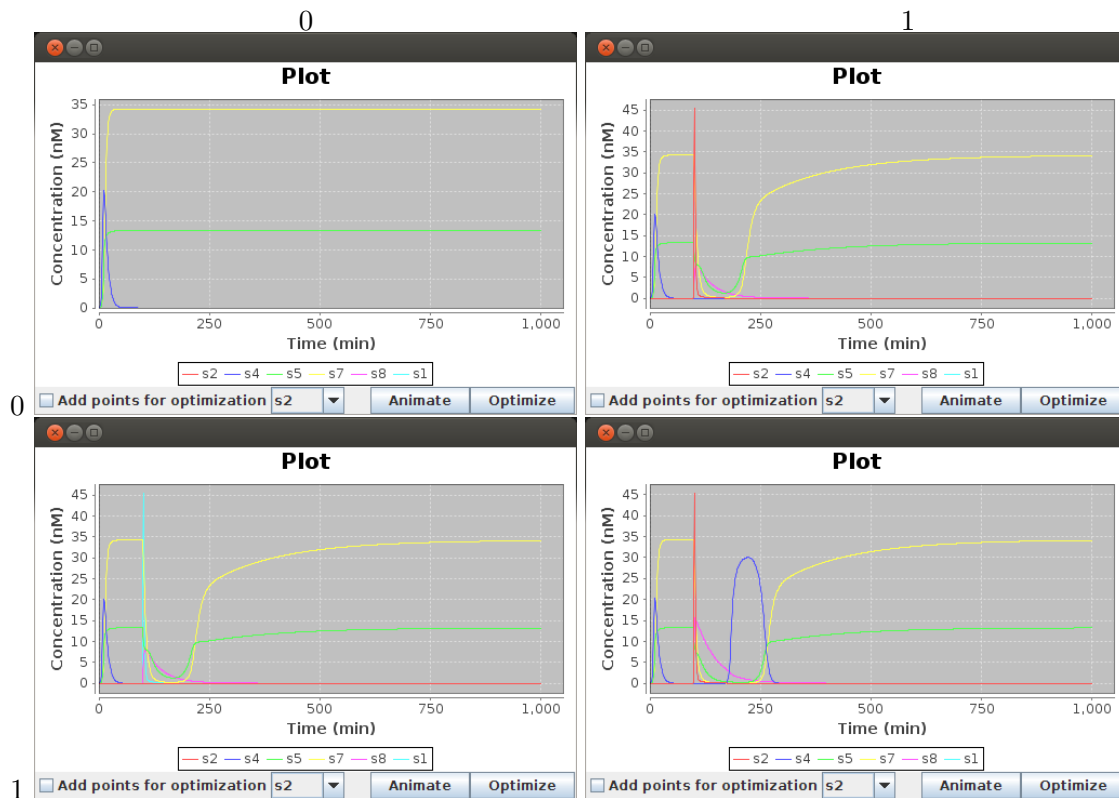 0 1
Plot
Concentration (nM)
35
30
25
20
15
10
5
0
0 250 500 750 1,000
Time (min)
s2 s4 s5 s7 s8 s1
0
Add points for optimization s2 Animate Optimize
Plot
Concentration (nM)
45
40
35
30
25
20
15
10
5
0
0 250 500 750 1,000
Time (min)
s2 s4 s5 s7 s8 s1
Add points for optimization s2 Animate Optimize
Plot
Concentration (nM)
45
40
35
30
25
20
15
10
5
0
0 250 500 750 1,000
Time (min)
s2 s4 s5 s7 s8 s1
1
Add points for optimization s2 Animate Optimize
Plot
Concentration (nM)
45
40
35
30
25
20
15
10
5
0
0 250 500 750 1,000
Time (min)
s2 s4 s5 s7 s8 s1
Add points for optimization s2 Animate Optimize